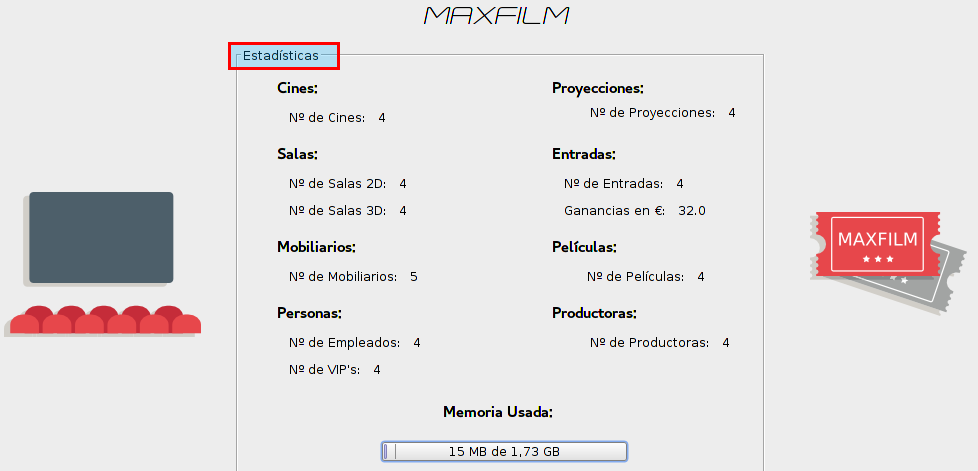 MAXFILM
Estadísticas
Cines:
Nº de Cines: 4
Salas:
Nº de Salas 2D: 4
Nº de Salas 3D: 4
Mobiliarios:
Nº de Mobiliarios: 5
Personas:
Nº de Empleados: 4
Nº de VIP's: 4
Proyecciones:
Nº de Proyecciones: 4
Entradas:
Nº de Entradas: 4
Ganancias en €: 32.0
Películas:
Nº de Películas: 4
Productoras:
Nº de Productoras: 4
Memoria Usada:
15 MB de 1,73 GB
MAXFILM